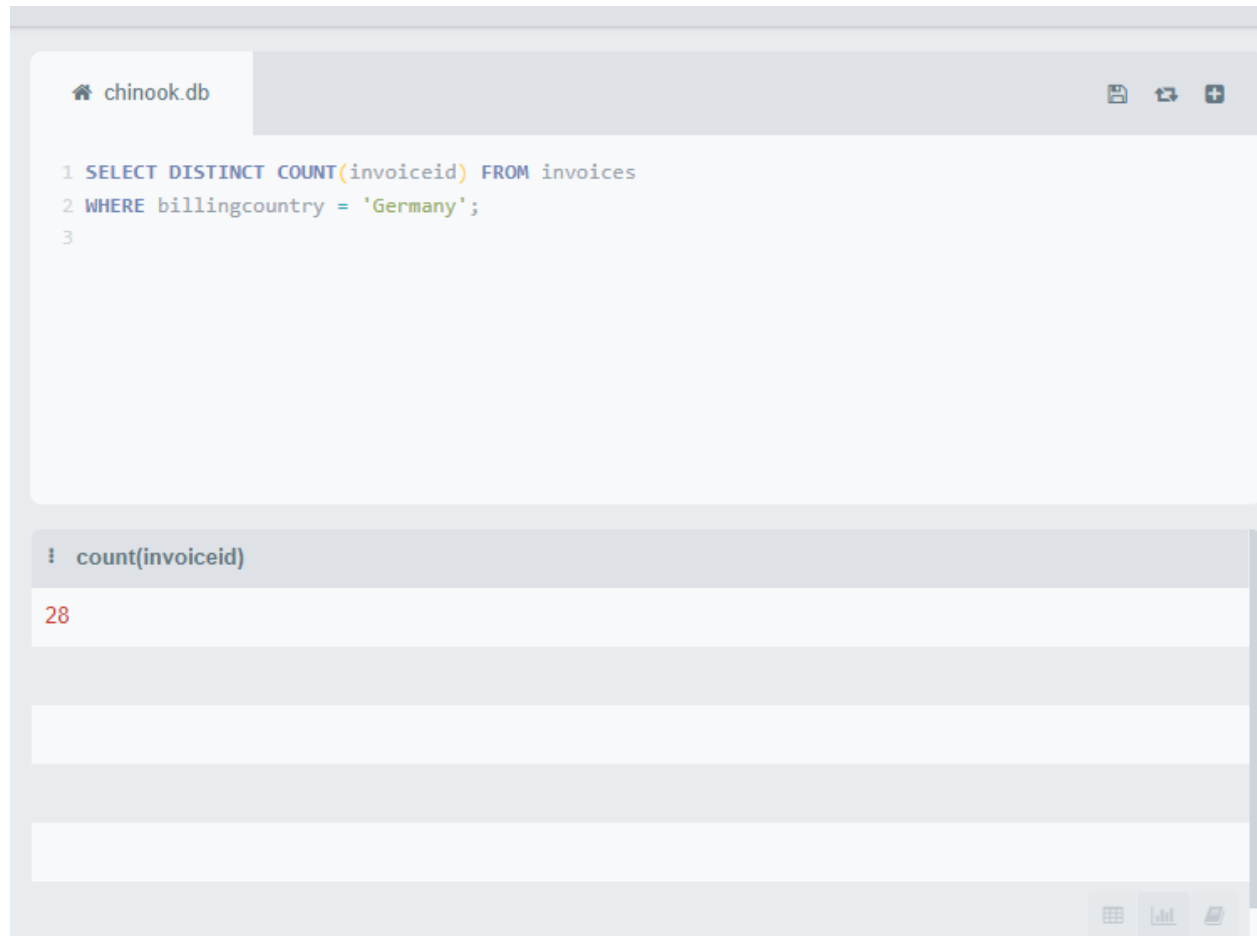 chinook.db
1 SELECT DISTINCT COUNT(invoiceid) FROM invoices
2 WHERE billingcountry = 'Germany';
3
count(invoiceid)
28